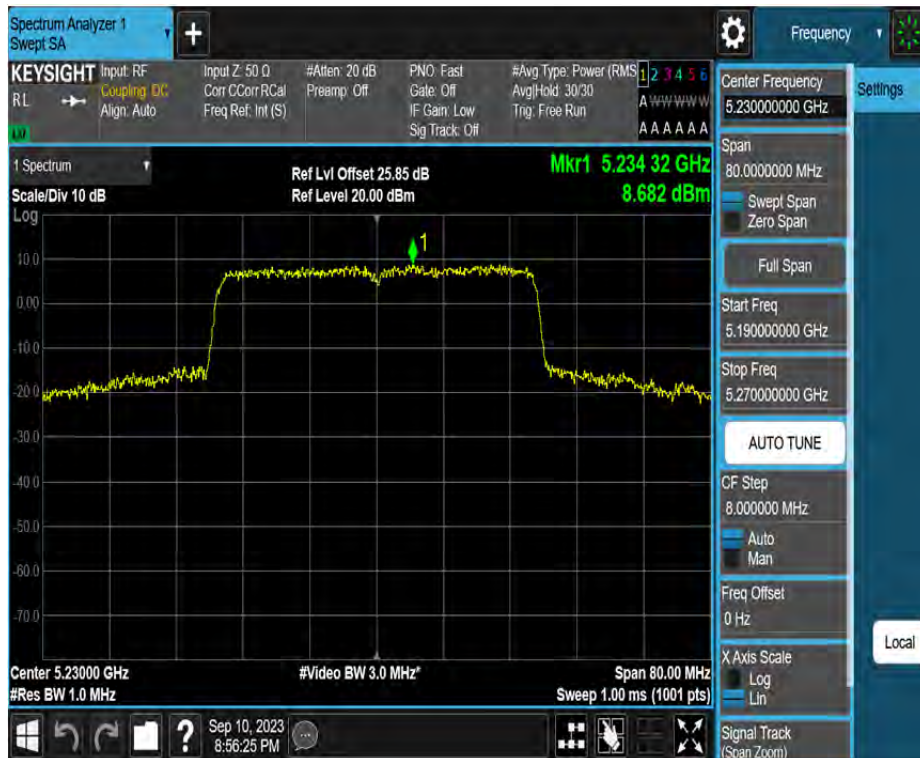 Spectrum Analyzer 1
Swept SA
+
Frequency
KEYSIGHT
RL
Input: RF
Coupling: DC
Align: Auto
Input Z: 50 Ω
Corr CCorr RCal
Freq Ref: Int (S)
#Atten: 20 dB
Preamp: Off
PNO: Fast
Gate: Off
IF Gain: Low
Sig Track: Off
#Avg Type: Power (RMS
Avg|Hold: 30/30
Trig: Free Run
1 2 3 4 5 6
A W W W W W
A A A A A A
1 Spectrum
Scale/Div 10 dB
Ref Lvl Offset 25.85 dB
Ref Level 20.00 dBm
Mkr1 5.234 32 GHz
8.682 dBm
Log
1
10.0
0.00
-10.0
-20.0
-30.0
-40.0
-50.0
-60.0
-70.0
Center 5.23000 GHz
#Res BW 1.0 MHz
#Video BW 3.0 MHz*
Span 80.00 MHz
Sweep 1.00 ms (1001 pts)
?
Sep 10, 2023
8:56:25 PM
Center Frequency
5.230000000 GHz
Span
80.0000000 MHz
Swept Span
Zero Span
Full Span
Start Freq
5.190000000 GHz
Stop Freq
5.270000000 GHz
AUTO TUNE
CF Step
8.000000 MHz
Auto
Man
Freq Offset
0 Hz
X Axis Scale
Log
Lin
Signal Track
(Span Zoom)
Settings
Local